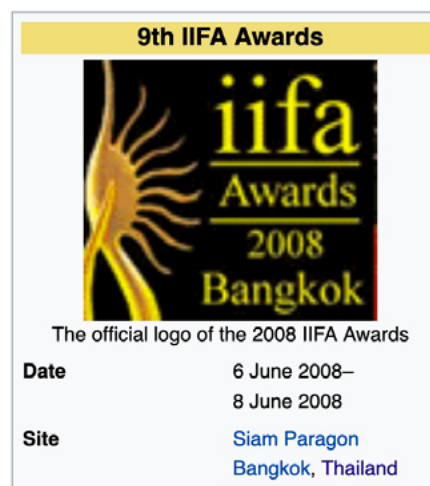 9th IIFA Awards
iifa
Awards
2008
Bangkok
The official logo of the 2008 IIFA Awards
Date 6 June 2008–
8 June 2008
Site Siam Paragon
Bangkok, Thailand